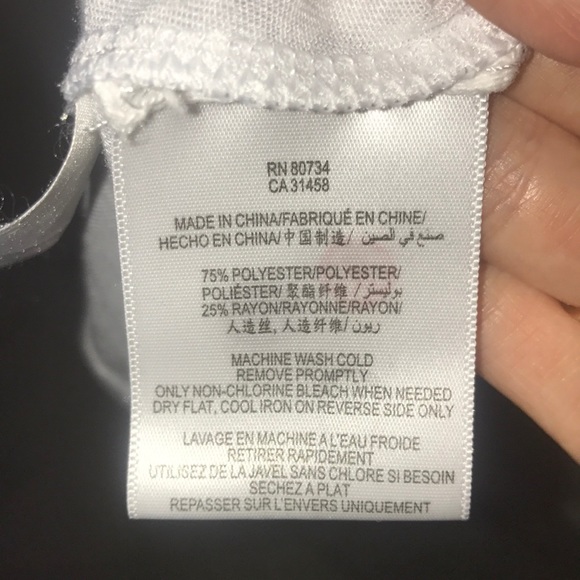 RN 80734
CA 31458
MADE IN CHINA/FABRIQUÉ EN CHINE/
HECHO EN CHINA/中国制造/ صنع في الصين
75% POLYESTER/POLYESTER/
POLIÉSTER/ 聚酯纤维 /بوليستر
25% RAYON/RAYONNE/RAYON/
人造丝, 人造纤维/ريون
MACHINE WASH COLD
REMOVE PROMPTLY
ONLY NON-CHLORINE BLEACH WHEN NEEDED
DRY FLAT, COOL IRON ON REVERSE SIDE ONLY
LAVAGE EN MACHINE A L'EAU FROIDE
RETIRER RAPIDEMENT
UTILISEZ DE LA JAVEL SANS CHLORE SI BESOIN
SECHEZ A PLAT
REPASSER SUR L'ENVERS UNIQUEMENT